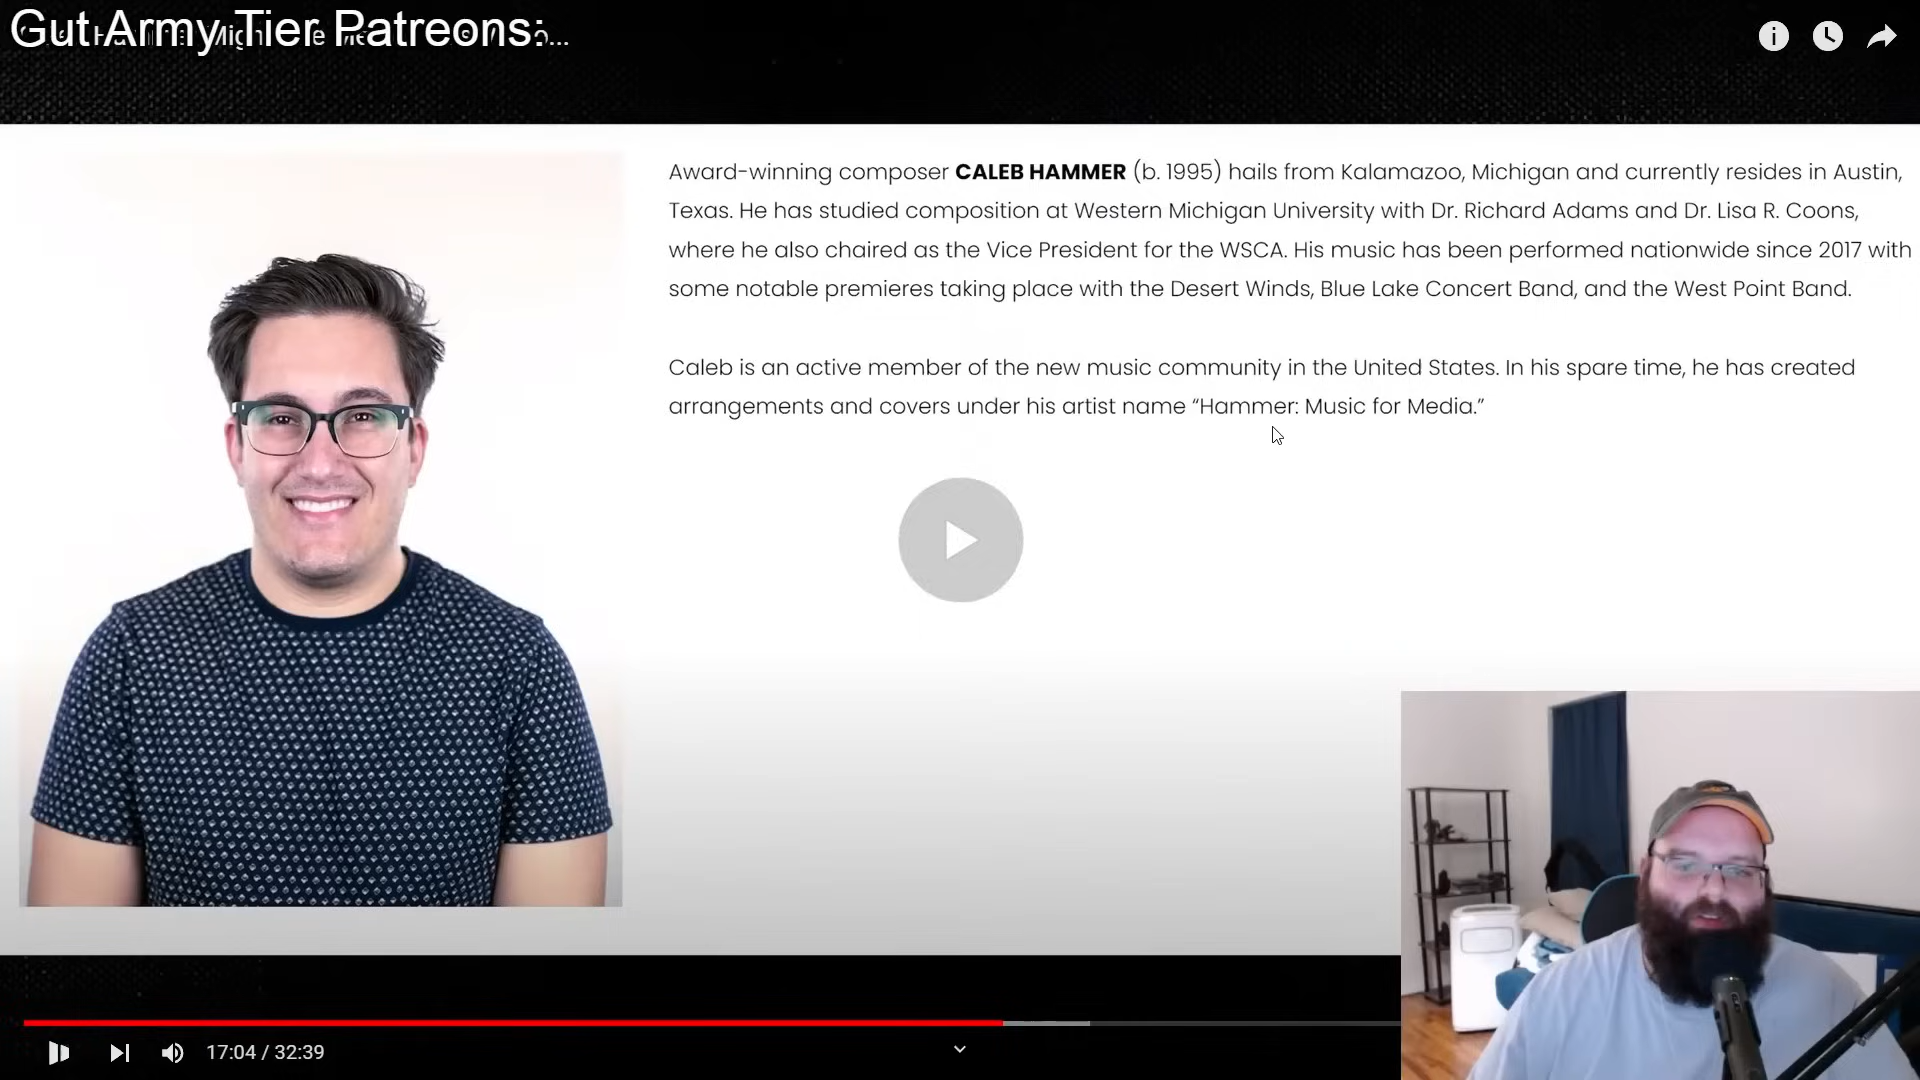 Gut Army Tier Patreons:
Award-winning composer CALEB HAMMER (b. 1995) hails from Kalamazoo, Michigan and currently resides in Austin,
Texas. He has studied composition at Western Michigan University with Dr. Richard Adams and Dr. Lisa R. Coons,
where he also chaired as the Vice President for the WSCA. His music has been performed nationwide since 2017 with
some notable premieres taking place with the Desert Winds, Blue Lake Concert Band, and the West Point Band.
Caleb is an active member of the new music community in the United States. In his spare time, he has created
arrangements and covers under his artist name “Hammer: Music for Media.”
17:04 / 32:39